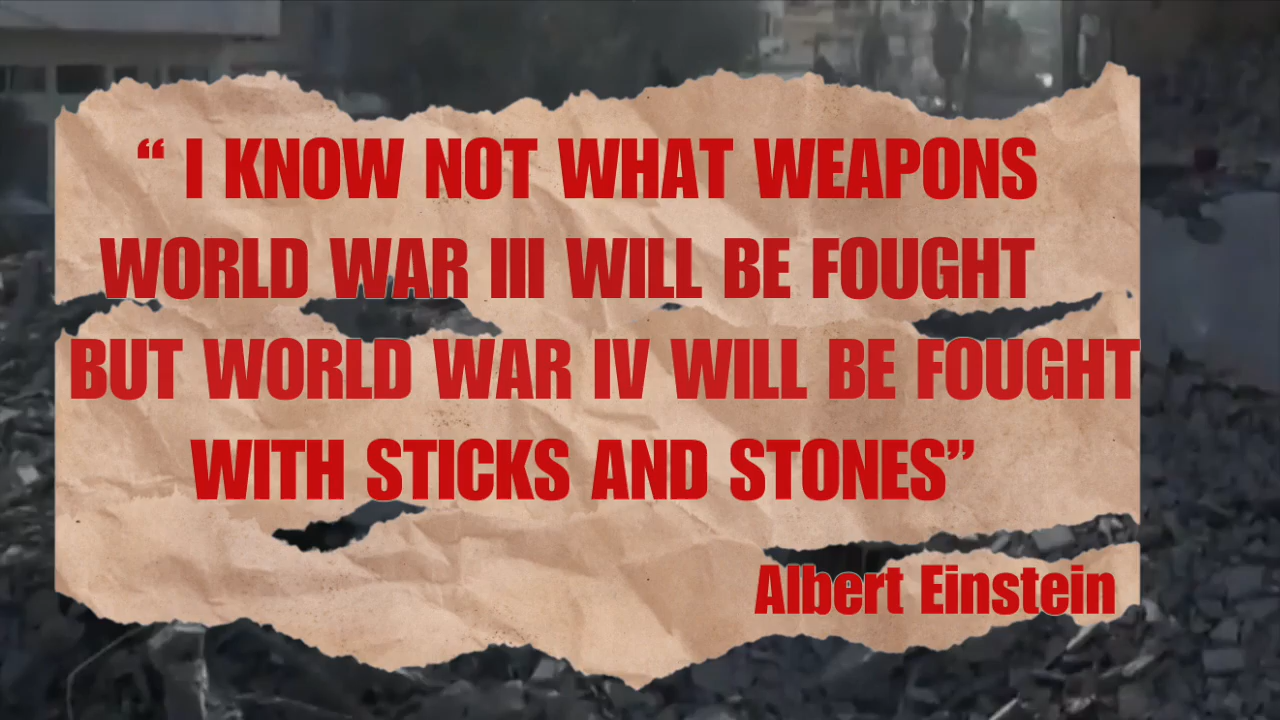 “ I KNOW NOT WHAT WEAPONS
WORLD WAR III WILL BE FOUGHT
BUT WORLD WAR IV WILL BE FOUGHT
WITH STICKS AND STONES”
Albert Einstein